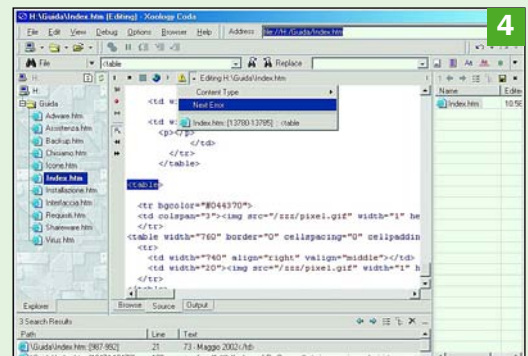 H:\Guida\Index.htm [Editing] - Xoology Coda
4
File Edit View Debug Options Browser Help Address file://H:/Guida/Index.htm
File <table Replace
H: Editing H:\Guida\Index.htm
H:
Guida
Adware.htm
Assistenza.htm
Backup.htm
Chisiamo.htm
Icone.htm
Index.htm
Installazione.htm
Interfaccia.htm
Requisiti.htm
Shareware.htm
Virus.htm
Content Type
Next Error
Index.htm: [13780-13785] : <table
<td w
<td w
<p></p>
</td>
</tr>
</table>
<table>
<tr bgcolor="#044370">
<td colspan="3"><img src="/zzz/pixel.gif" width="1" he
<table width="760" border="0" cellspacing="0" cellpaddin
<tr>
<td width="740" align="right" valign="middle"></td>
<td width="20"><img src="/zzz/pixel.gif" width="1" h
</tr>
Name Edite
Index.htm 10:50
Explorer Browse Source Output
3 Search Results
Path Line Text
\Guida\Index.htm: [987-992] 21 73 - Maggio 2002</td>